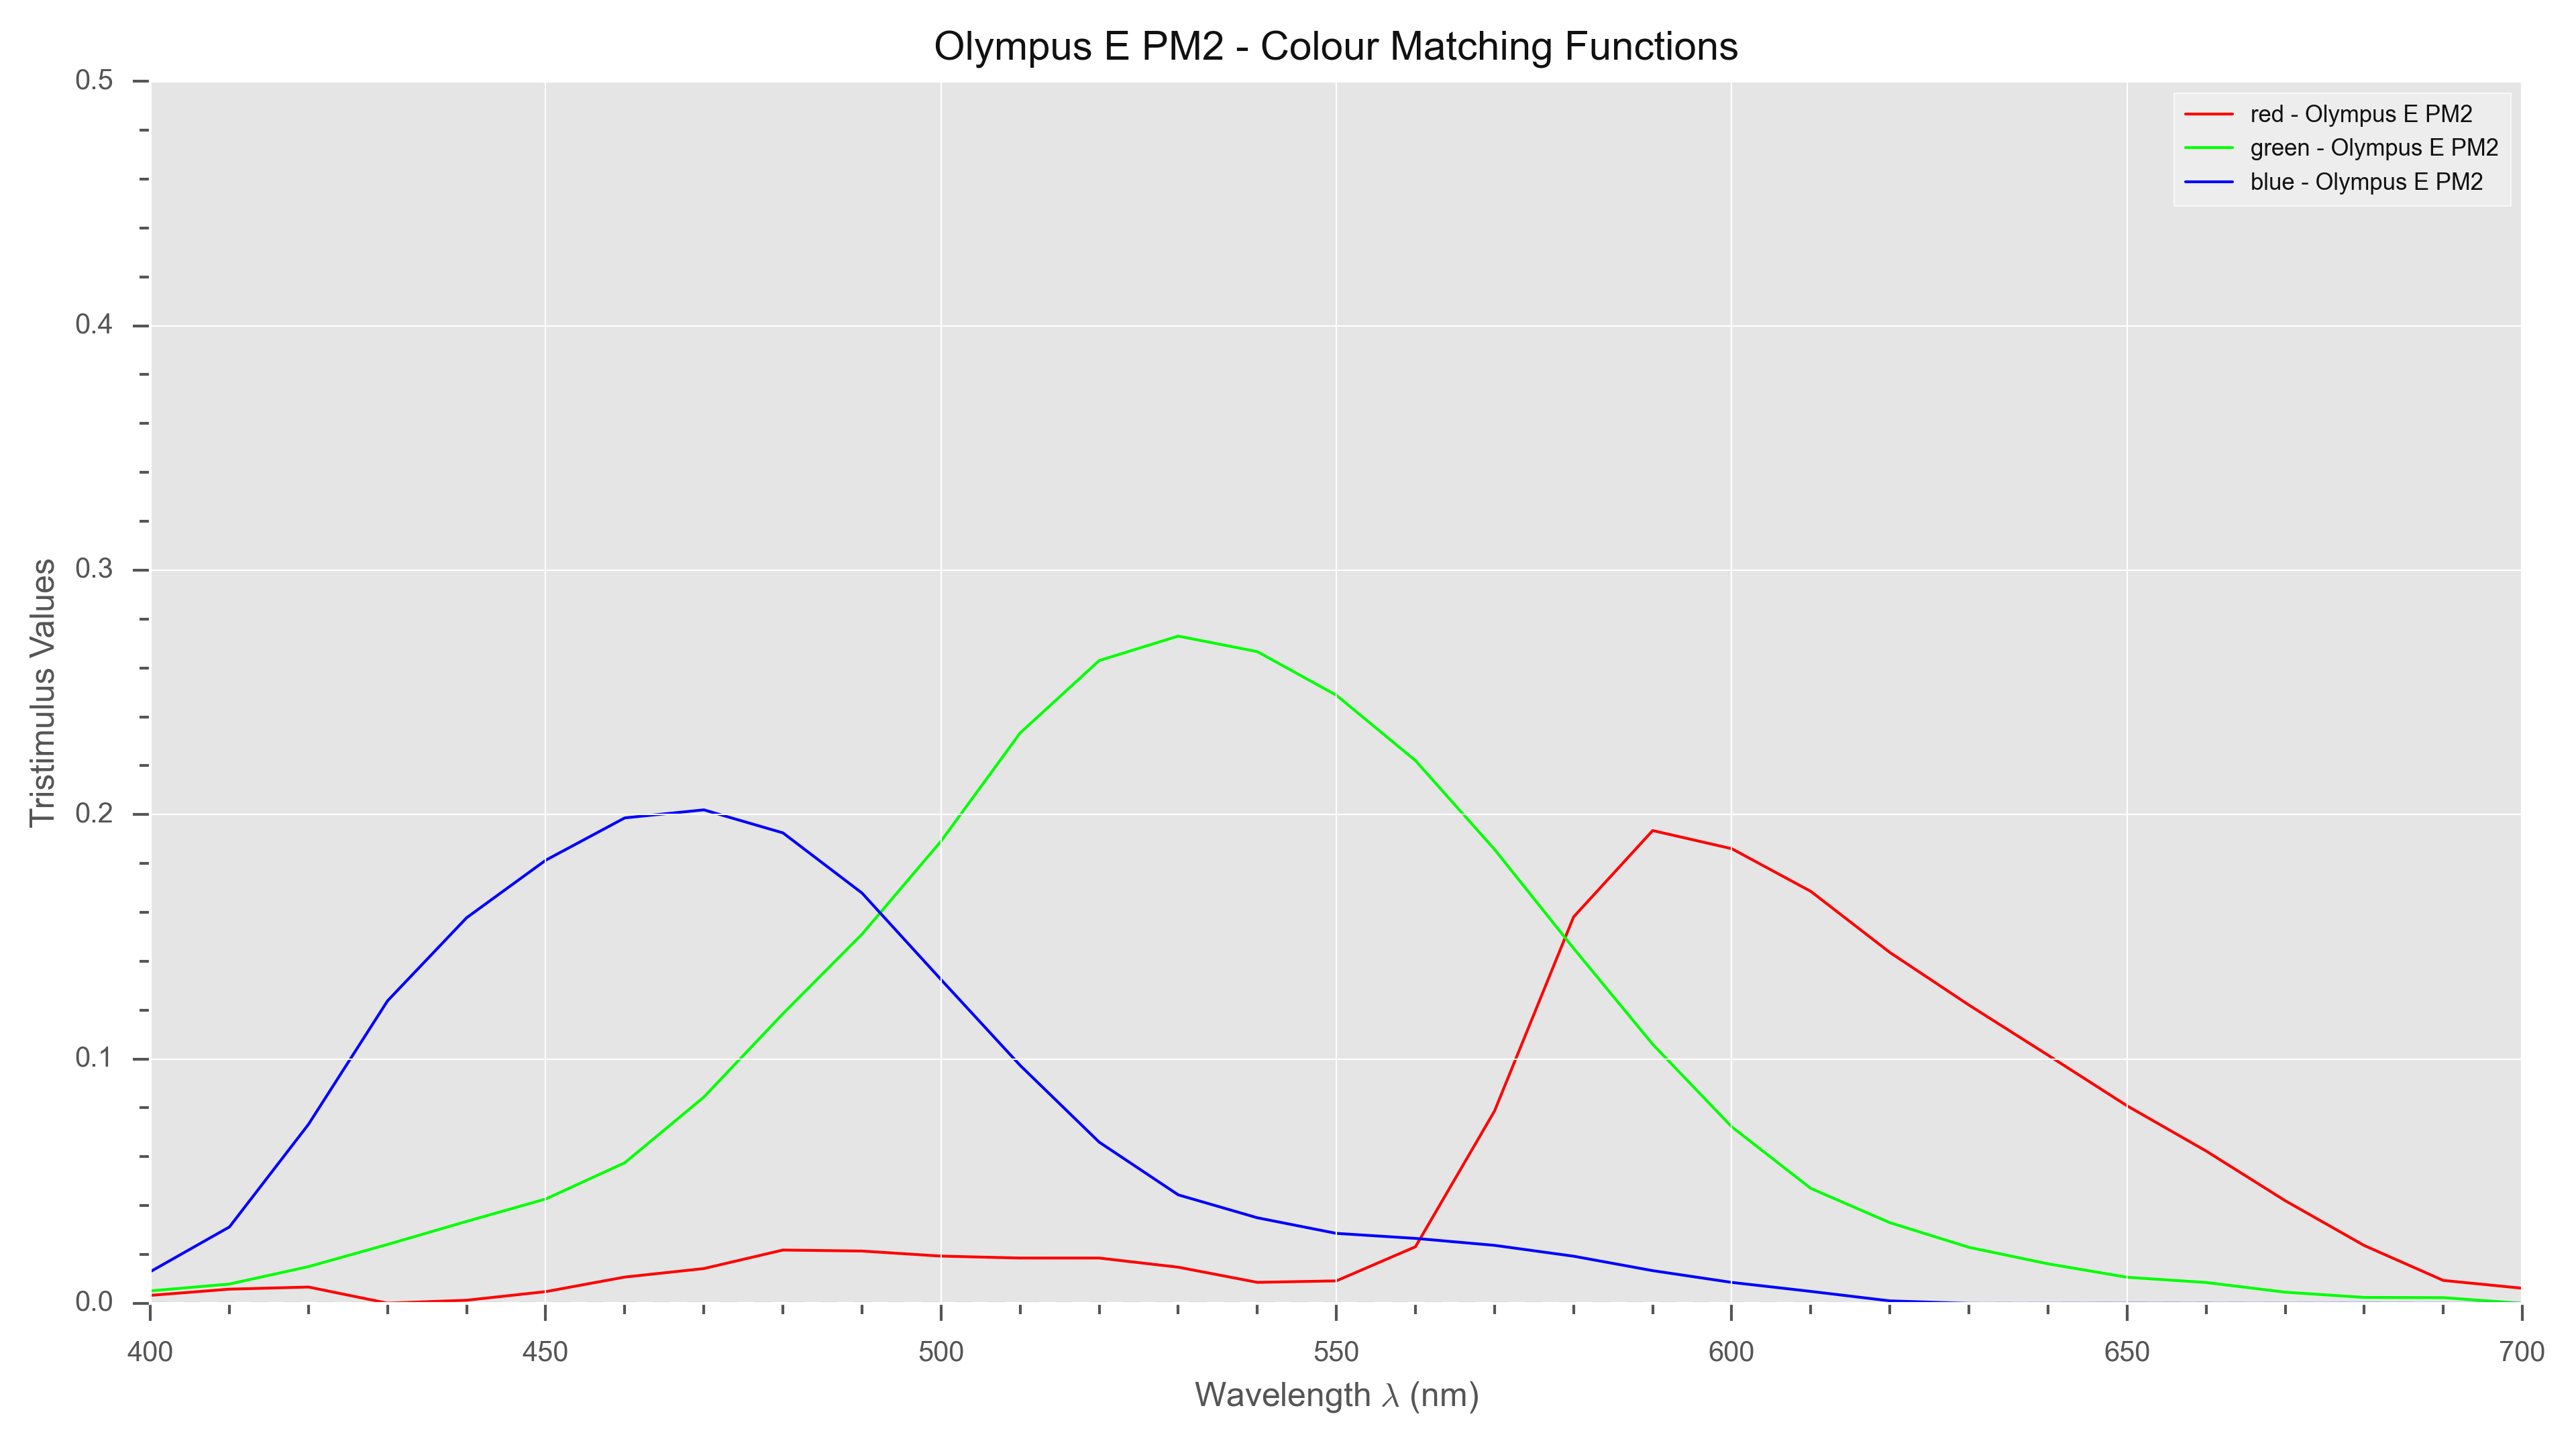 Olympus E PM2 - Colour Matching Functions
red - Olympus E PM2
green - Olympus E PM2
blue - Olympus E PM2
Tristimulus Values
0.5
0.4
0.3
0.2
0.1
0.0
400 450 500 550 600 650 700
Wavelength λ (nm)